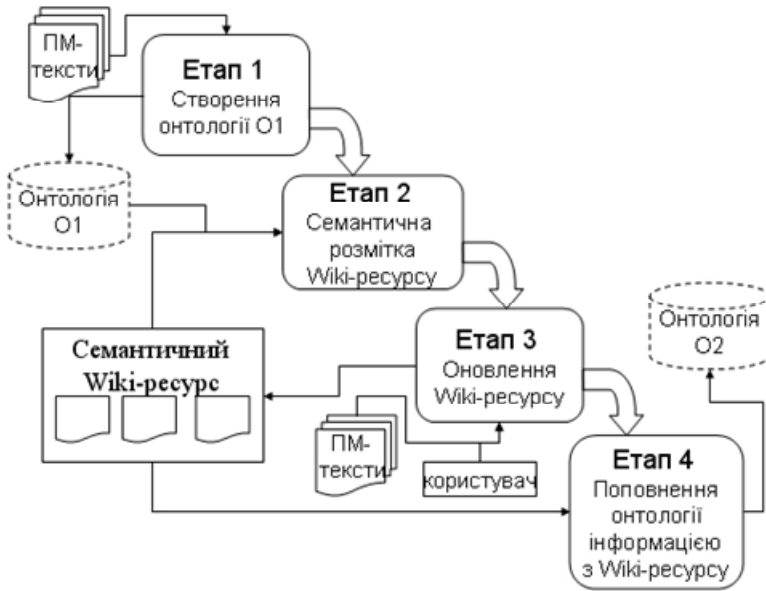 ПМ-
тексти
Етап 1
Створення
онтології О1
Онтологія
О1
Етап 2
Семантична
розмітка
Wiki-ресурсу
Семантичний
Wiki-ресурс
Етап 3
Оновлення
Wiki-ресурсу
Онтологія
О2
ПМ-
тексти
користувач
Етап 4
Поповнення
онтології
інформацією
з Wiki-ресурсу